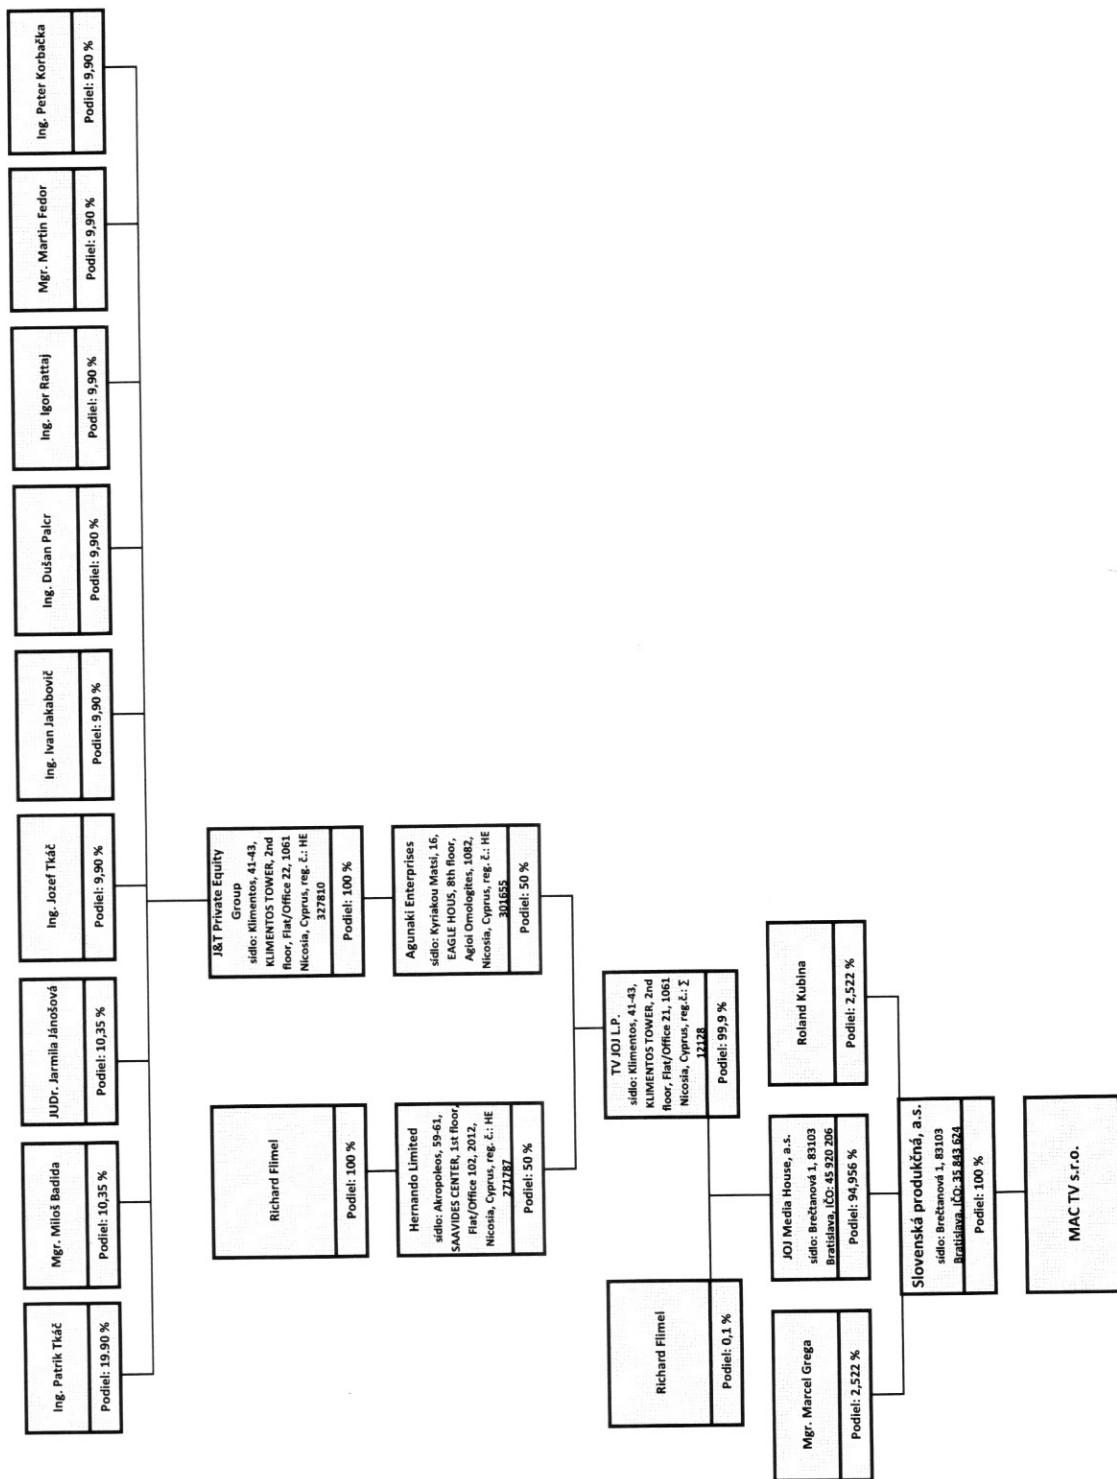 Ing. Patrik Tkáč
Podiel: 19.90 %
Mgr. Miloš Badida
Podiel: 10,35 %
JUDr. Jarmila Jánošová
Podiel: 10,35 %
Ing. Jozef Tkáč
Podiel: 9,90 %
Ing. Ivan Jakabovič
Podiel: 9,90 %
Ing. Dušan Palcr
Podiel: 9,90 %
Ing. Igor Rattaj
Podiel: 9,90 %
Mgr. Martin Fedor
Podiel: 9,90 %
Ing. Peter Korbačka
Podiel: 9,90 %
Richard Flimel
Podiel: 100 %
J&T Private Equity
Group
sídlo: Klimentos, 41-43,
KLIMENTOS TOWER, 2nd
floor, Flat/Office 22, 1061
Nicosia, Cyprus, reg. č.: HE
327810
Podiel: 100 %
Hernando Limited
sídlo: Akropoleos, 59-61,
SAAVIDES CENTER, 1st floor,
Flat/Office 102, 2012,
Nicosia, Cyprus, reg. č.: HE
271787
Podiel: 50 %
Agunaki Enterprises
sídlo: Kyriakou Matsi, 16,
EAGLE HOUS, 8th floor,
Agioi Omologites, 1082,
Nicosia, Cyprus, reg. č.: HE
301655
Podiel: 50 %
Richard Flimel
Podiel: 0,1 %
TV JOJ L.P.
sídlo: Klimentos, 41-43,
KLIMENTOS TOWER, 2nd
floor, Flat/Office 21, 1061
Nicosia, Cyprus, reg.č.: Σ
12128
Podiel: 99,9 %
Mgr. Marcel Grega
Podiel: 2,522 %
JOJ Media House, a.s.
sídlo: Brečtanová 1, 83103
Bratislava, IČO: 45 920 206
Podiel: 94,956 %
Roland Kubina
Podiel: 2,522 %
Slovenská produkčná, a.s.
sídlo: Brečtanová 1, 83103
Bratislava, IČO: 35 843 624
Podiel: 100 %
MAC TV s.r.o.